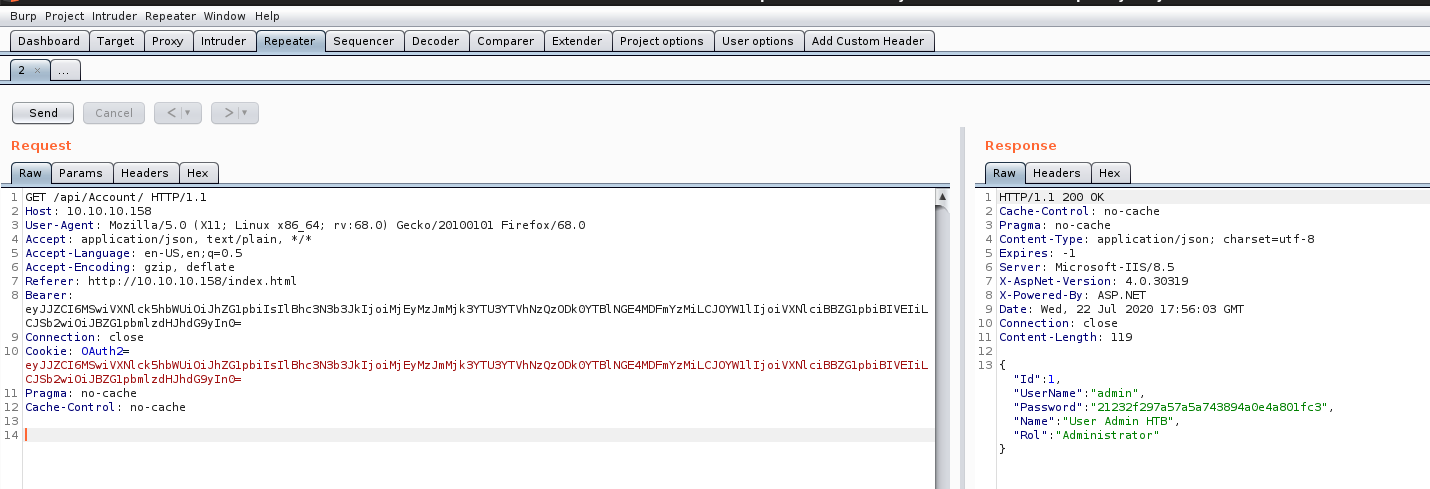 Burp Project Intruder Repeater Window Help
Dashboard Target Proxy Intruder Repeater Sequencer Decoder Comparer Extender Project options User options Add Custom Header
2 × ...
Send Cancel < >
Request
Raw Params Headers Hex
1 GET /api/Account/ HTTP/1.1
2 Host: 10.10.10.158
3 User-Agent: Mozilla/5.0 (X11; Linux x86_64; rv:68.0) Gecko/20100101 Firefox/68.0
4 Accept: application/json, text/plain, */*
5 Accept-Language: en-US,en;q=0.5
6 Accept-Encoding: gzip, deflate
7 Referer: http://10.10.10.158/index.html
8 Bearer:
eyJJZCI6MSwiVXNlck5hbWUiOiJhZG1pbiIsIlBhc3N3b3JkIjoiMjEyMzJmMjk3YTU3YTVhNzQzODk0YTBlNGE4MDFmYzMiLCJOYW1lIjoiVXNlciBBZG1pbiBIVEIiL
CJSb2wiOiJBZG1pbmlzdHJhdG9yIn0=
9 Connection: close
10 Cookie: OAuth2=
eyJJZCI6MSwiVXNlck5hbWUiOiJhZG1pbiIsIlBhc3N3b3JkIjoiMjEyMzJmMjk3YTU3YTVhNzQzODk0YTBlNGE4MDFmYzMiLCJOYW1lIjoiVXNlciBBZG1pbiBIVEIiL
CJSb2wiOiJBZG1pbmlzdHJhdG9yIn0=
11 Pragma: no-cache
12 Cache-Control: no-cache
13
14
Response
Raw Headers Hex
1 HTTP/1.1 200 OK
2 Cache-Control: no-cache
3 Pragma: no-cache
4 Content-Type: application/json; charset=utf-8
5 Expires: -1
6 Server: Microsoft-IIS/8.5
7 X-AspNet-Version: 4.0.30319
8 X-Powered-By: ASP.NET
9 Date: Wed, 22 Jul 2020 17:56:03 GMT
10 Connection: close
11 Content-Length: 119
12
13 {
"Id":1,
"UserName":"admin",
"Password":"21232f297a57a5a743894a0e4a801fc3",
"Name":"User Admin HTB",
"Rol":"Administrator"
}